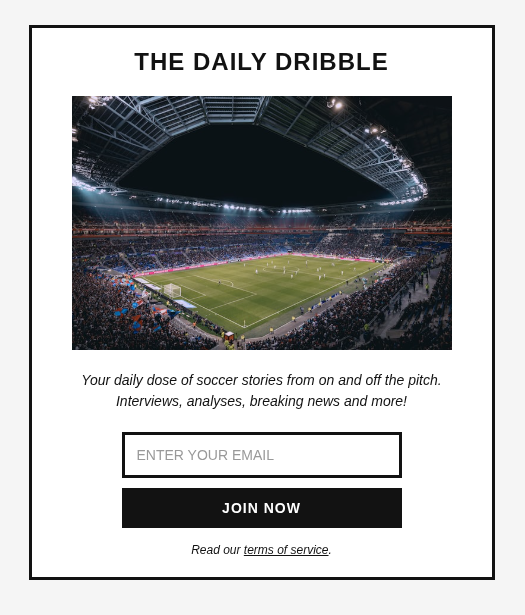 THE DAILY DRIBBLE
Your daily dose of soccer stories from on and off the pitch.
Interviews, analyses, breaking news and more!
ENTER YOUR EMAIL
JOIN NOW
Read our terms of service.